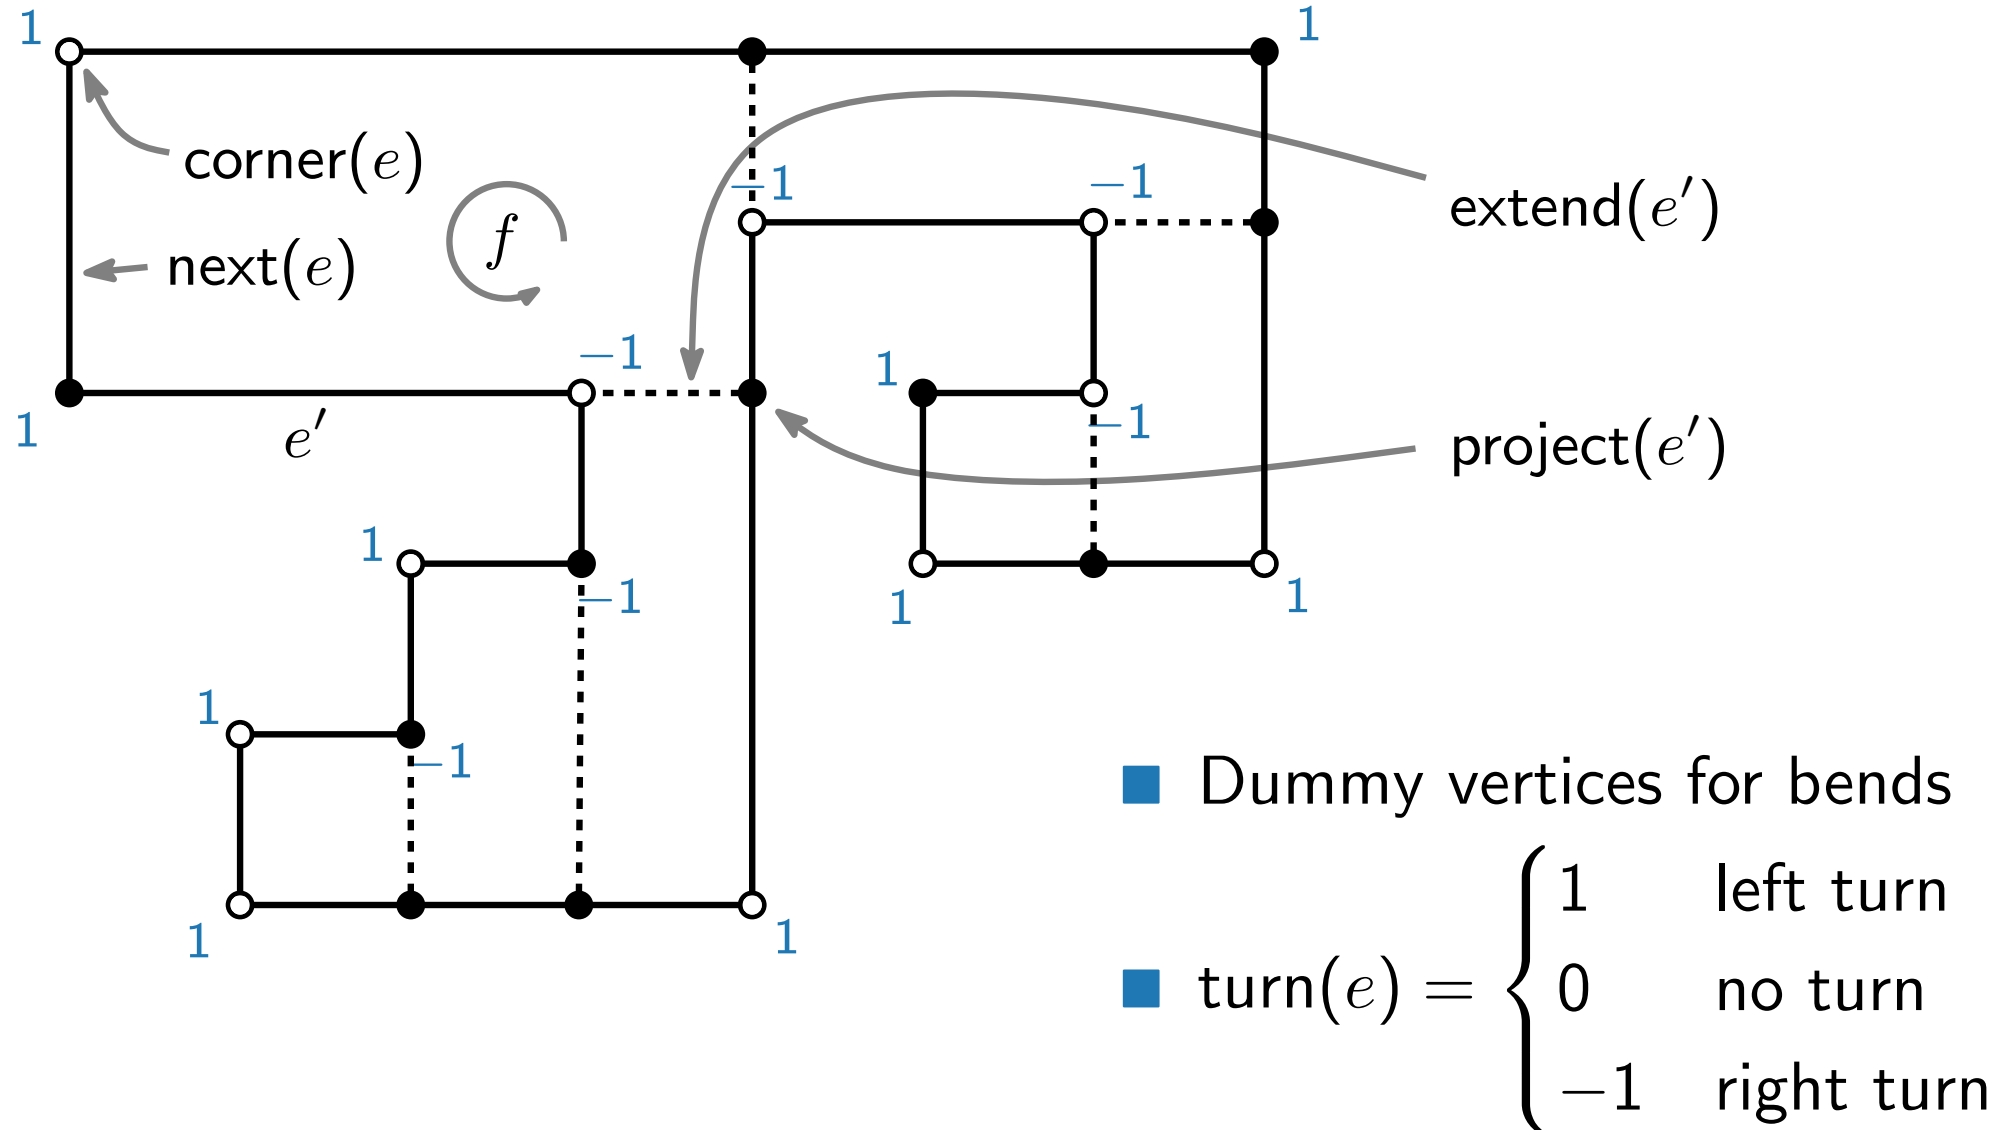 1
1
corner(e)
−1
−1
extend(e′)
f
next(e)
−1
1
1
−1
e′
project(e′)
1
−1
1
1
1
−1
1
1
■ Dummy vertices for bends
■ turn(e) = { 1 left turn
0 no turn
−1 right turn